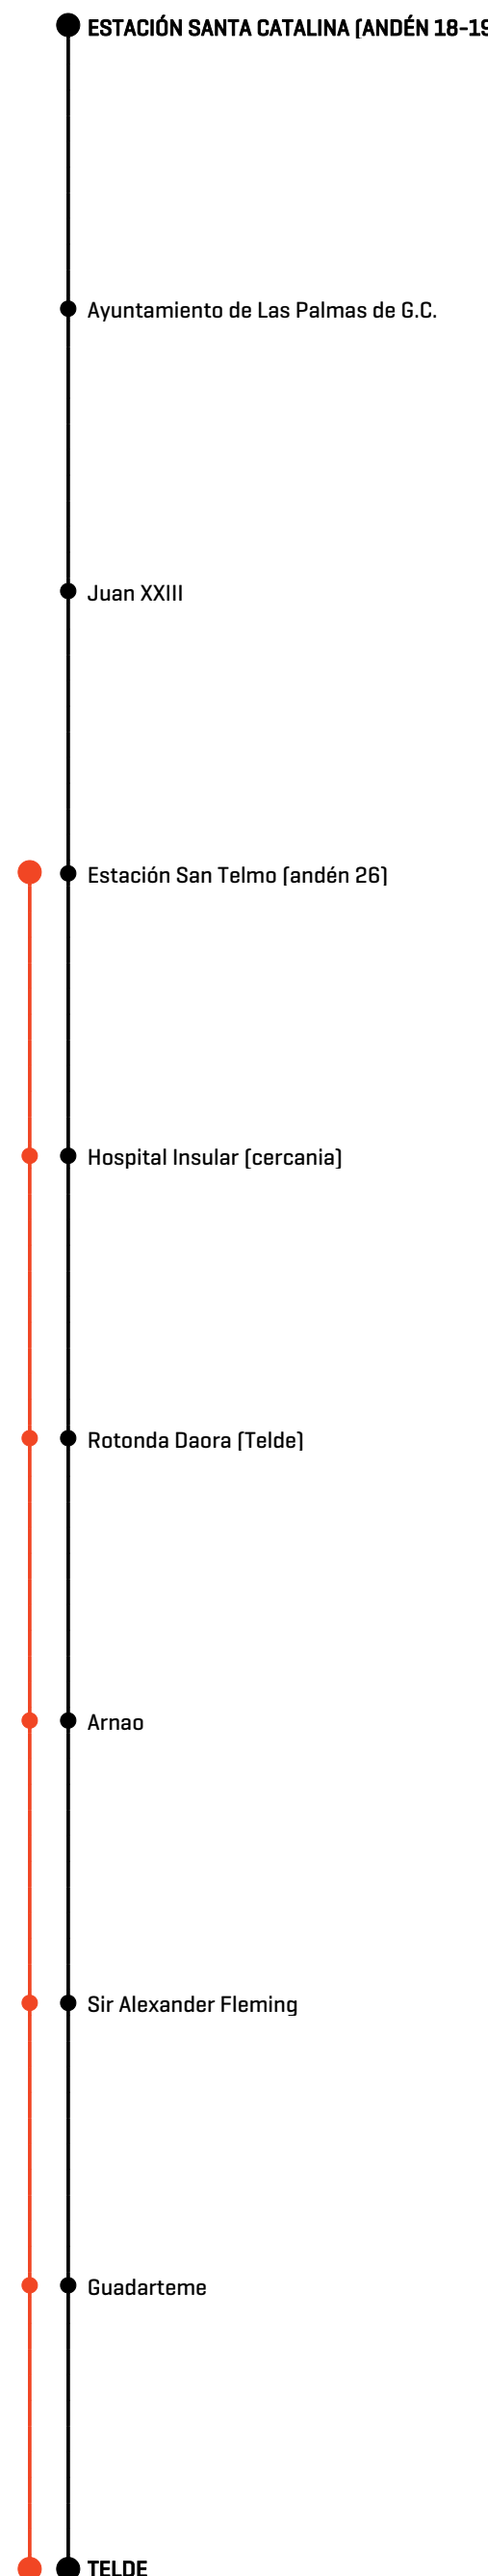 ESTACIÓN SANTA CATALINA (ANDÉN 18-19
Ayuntamiento de Las Palmas de G.C.
Juan XXIII
Estación San Telmo (andén 26)
Hospital Insular (cercania)
Rotonda Daora (Telde)
Arnao
Sir Alexander Fleming
Guadarteme
TELDE